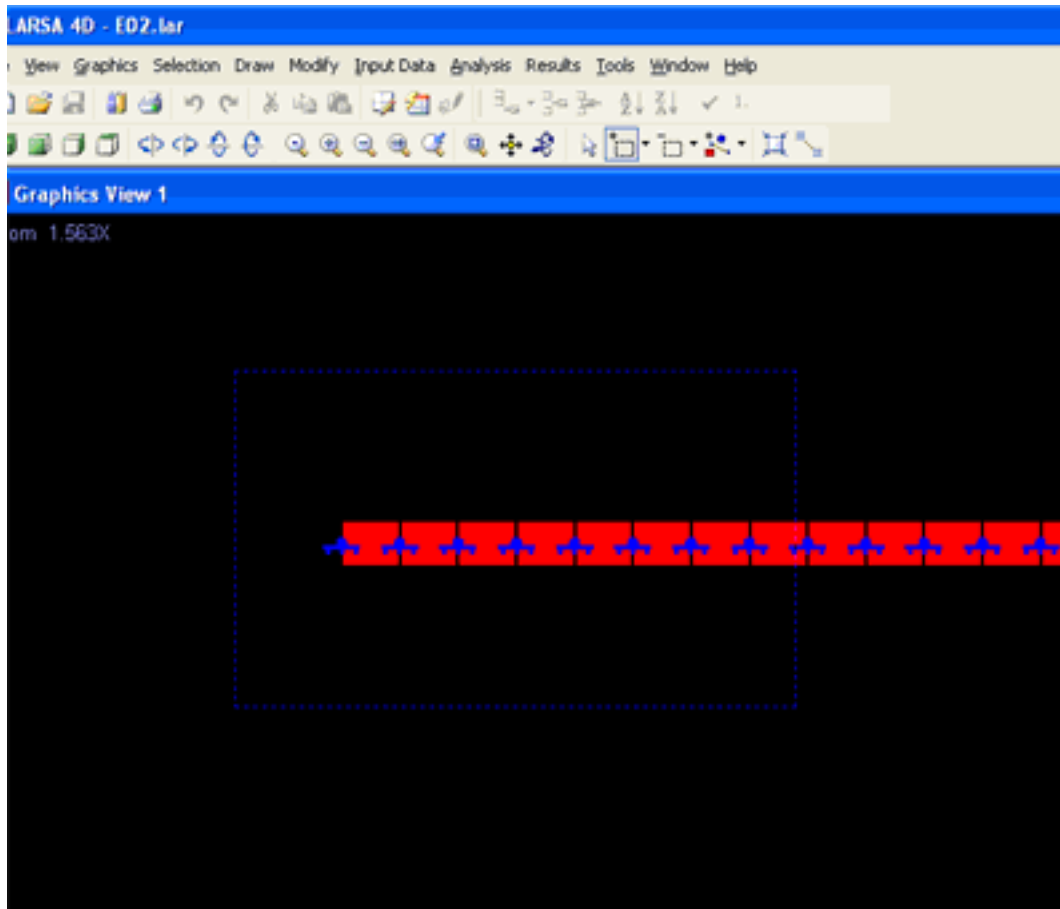 LARSA 4D - E02.lar
View Graphics Selection Draw Modify Input Data Analysis Results Tools Window Help
Graphics View 1
om 1.563X